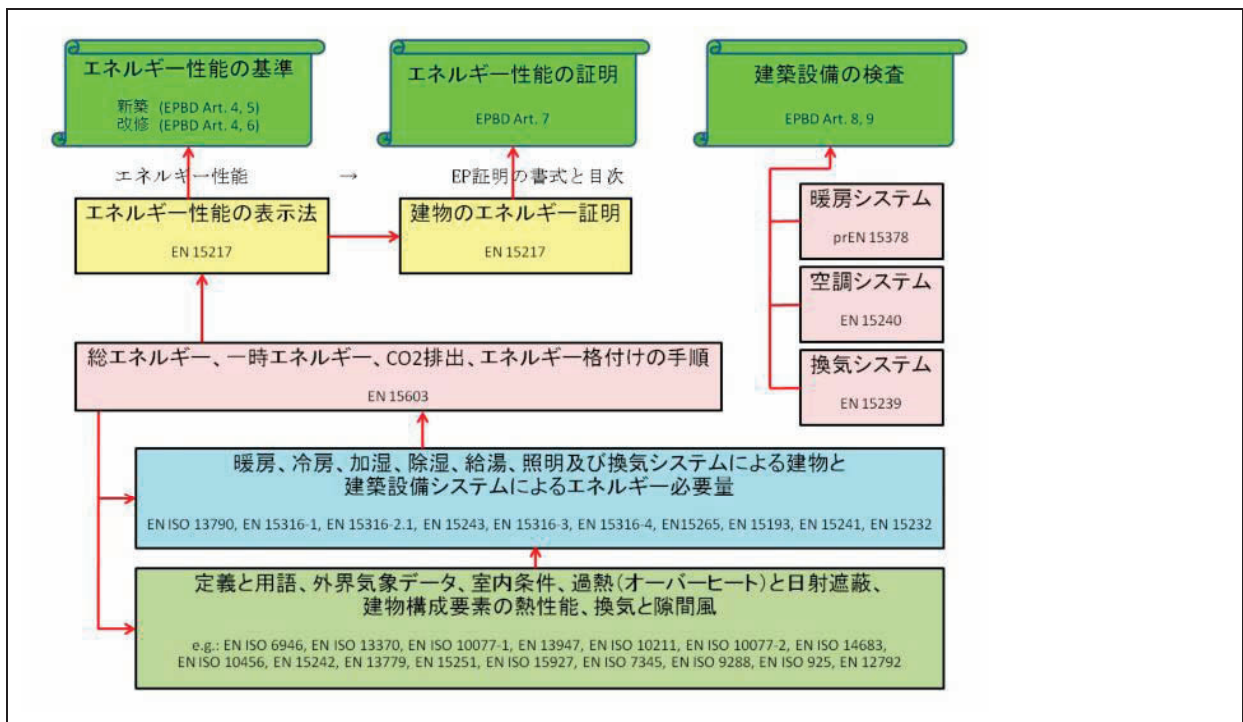 エネルギー性能の基準
新築 (EPBD Art. 4, 5)
改修 (EPBD Art. 4, 6)
エネルギー性能の証明
EPBD Art. 7
建築設備の検査
EPBD Art. 8, 9
エネルギー性能 → EP証明の書式と目次
エネルギー性能の表示法
EN 15217
建物のエネルギー証明
EN 15217
暖房システム
prEN 15378
空調システム
EN 15240
換気システム
EN 15239
総エネルギー、一時エネルギー、CO2排出、エネルギー格付けの手順
EN 15603
暖房、冷房、加湿、除湿、給湯、照明及び換気システムによる建物と
建築設備システムによるエネルギー必要量
EN ISO 13790, EN 15316-1, EN 15316-2.1, EN 15243, EN 15316-3, EN 15316-4, EN15265, EN 15193, EN 15241, EN 15232
定義と用語、外界気象データ、室内条件、過熱(オーバーヒート)と日射遮蔽、
建物構成要素の熱性能、換気と隙間風
e.g.: EN ISO 6946, EN ISO 13370, EN ISO 10077-1, EN 13947, EN ISO 10211, EN ISO 10077-2, EN ISO 14683,
EN ISO 10456, EN 15242, EN 13779, EN 15251, EN ISO 15927, EN ISO 7345, EN ISO 9288, EN ISO 925, EN 12792